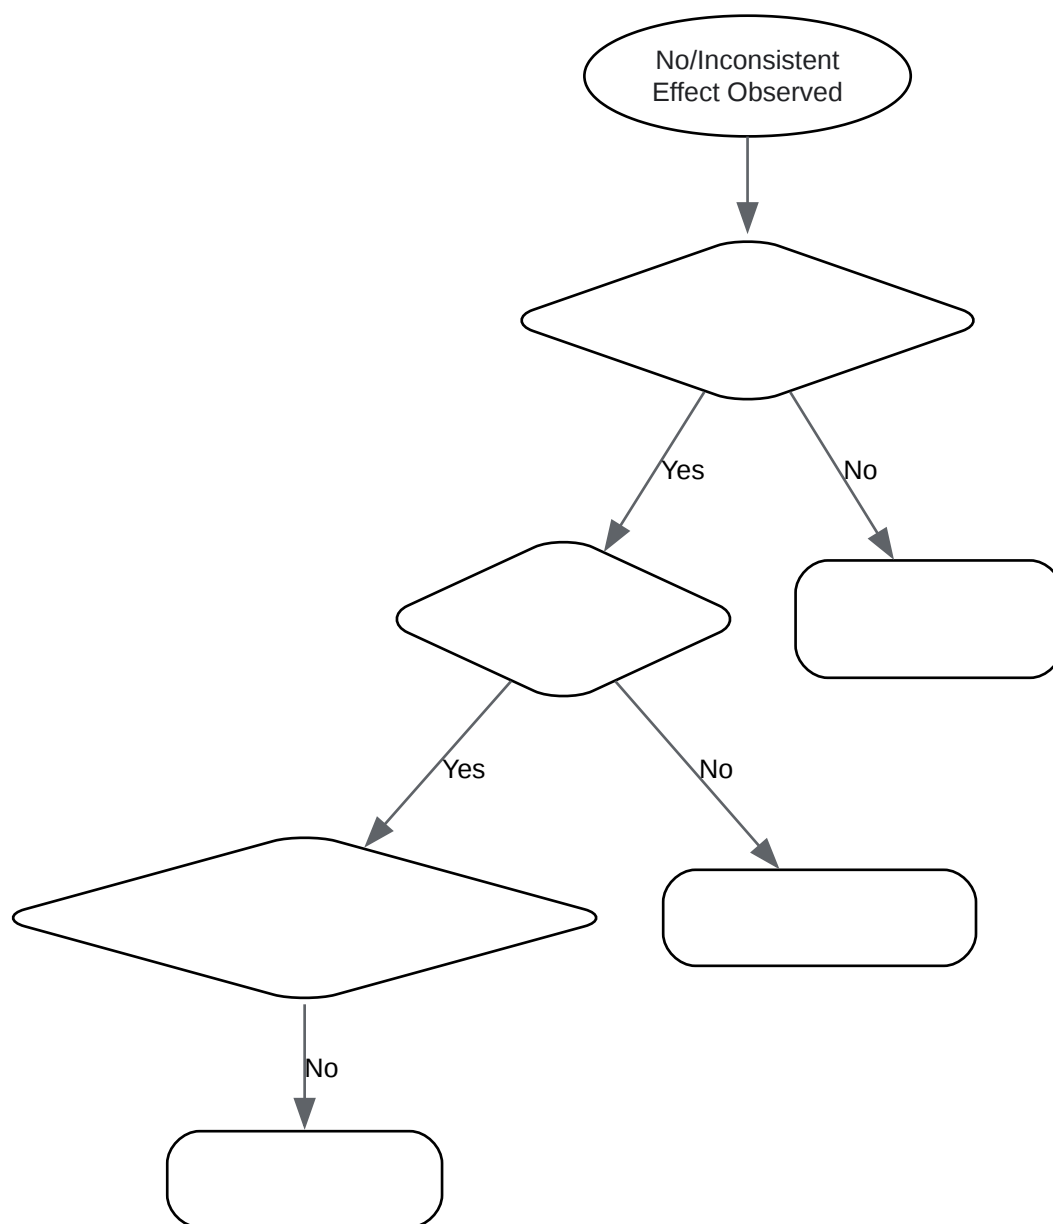 No/Inconsistent
Effect Observed
Yes
No
Yes
No
No